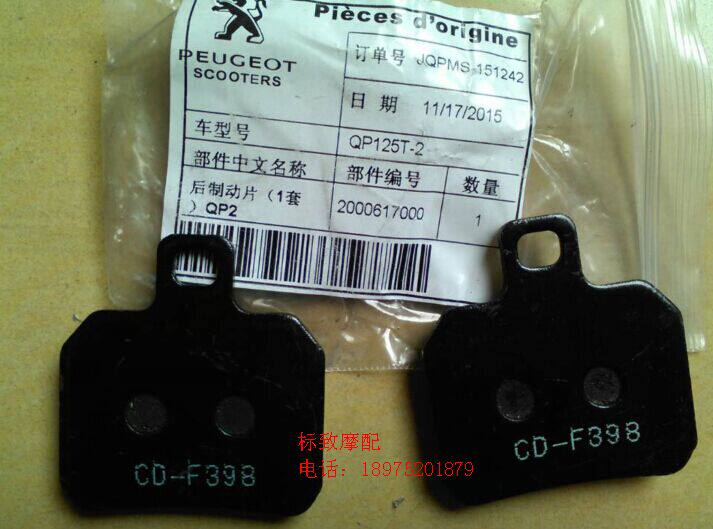 Pièces d'origine
PEUGEOT
SCOOTERS
订单号 JQPMS-151242
日 期 11/17/2015
车型号 QP125T-2
部件中文名称 部件编号 数量
后制动片（1套
）QP2 2000617000 1
CD-F398
CD-F398
标致摩配
电话：18975201879